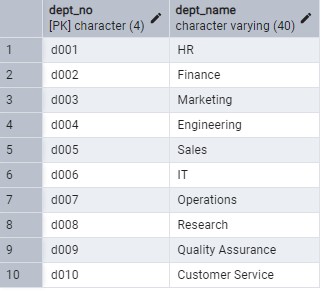 dept_no dept_name
[PK] character (4) character varying (40)
1 d001 HR
2 d002 Finance
3 d003 Marketing
4 d004 Engineering
5 d005 Sales
6 d006 IT
7 d007 Operations
8 d008 Research
9 d009 Quality Assurance
10 d010 Customer Service